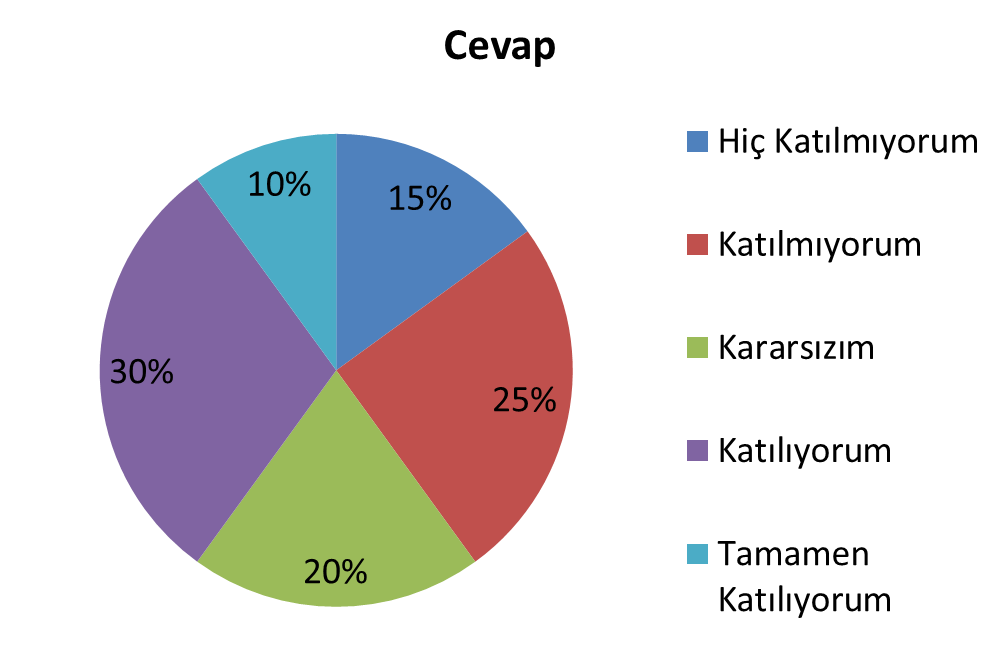 Cevap
10%
15%
30%
25%
20%
Hiç Katılmıyorum
Katılmıyorum
Kararsızım
Katılıyorum
Tamamen
Katılıyorum